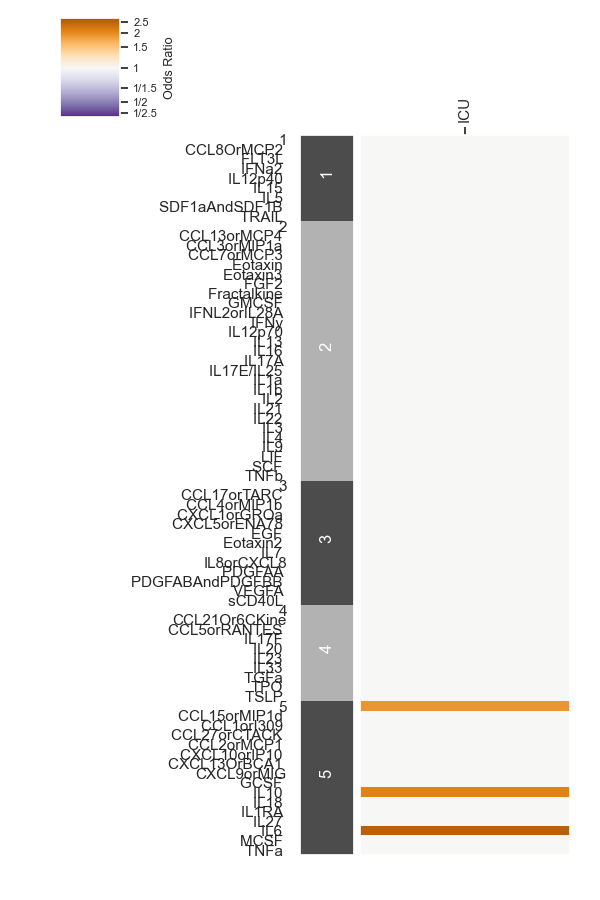 2.5
2
1.5
1
1/1.5
1/2
1/2.5
Odds Ratio
ICU
1
CCL8OrMCP2
FLT3L
IFNa2
IL12p40
IL15
IL5
SDF1aAndSDF1B
TRAIL
2
CCL13orMCP4
CCL3orMIP1a
CCL7orMCP3
Eotaxin
Eotaxin3
FGF2
Fractalkine
GMCSF
IFNL2orIL28A
IFNy
IL12p70
IL13
IL16
IL17A
IL17E/IL25
IL1a
IL1b
IL2
IL21
IL22
IL3
IL4
IL9
LIF
SCF
TNFb
3
CCL17orTARC
CCL4orMIP1b
CXCL1orGROa
CXCL5orENA78
EGF
Eotaxin2
IL7
IL8orCXCL8
PDGFAA
PDGFABAndPDGFBB
VEGFA
sCD40L
4
CCL21Or6CKine
CCL5orRANTES
IL17F
IL20
IL23
IL33
TGFa
TPO
TSLP
5
CCL15orMIP1d
CCL1orI309
CCL27orCTACK
CCL2orMCP1
CXCL10orIP10
CXCL13OrBCA1
CXCL9orMIG
GCSF
IL10
IL18
IL1RA
IL27
IL6
MCSF
TNFa
1
2
3
4
5